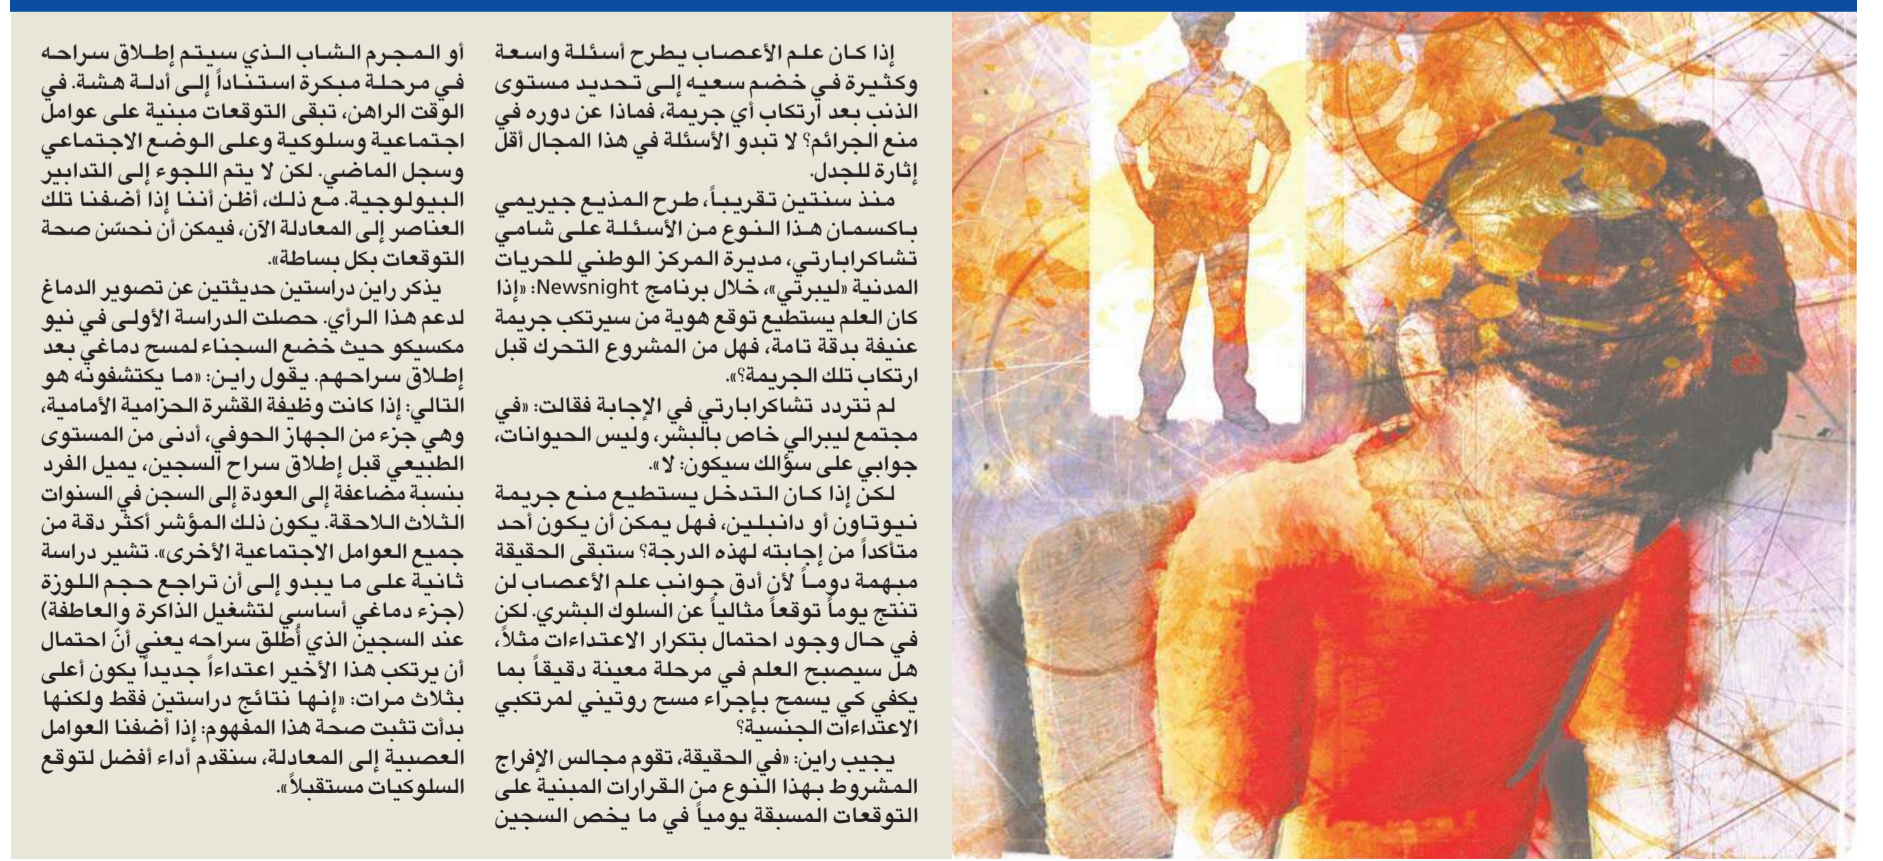 إذا كان علم الأعصاب يطرح أسئلة واسعة
وكثيرة في خضم سعيه إلى تحديد مستوى
الذنب بعد ارتكاب أي جريمة، فماذا عن دوره في
منع الجرائم؟ لا تبدو الأسئلة في هذا المجال أقل
إثارة للجدل.
منذ سنتين تقريباً، طرح المذيع جيريمي
باكسمان هذا النوع من الأسئلة على شامي
تشاكرابارتي، مديرة المركز الوطني للحريات
المدنية «ليبرتي»، خلال برنامج Newsnight: «إذا
كان العلم يستطيع توقع هوية من سيرتكب جريمة
عنيفة بدقة تامة، فهل من المشروع التحرك قبل
ارتكاب تلك الجريمة؟».
لم تتردد تشاكرابارتي في الإجابة فقالت: «في
مجتمع ليبرالي خاص بالبشر، وليس الحيوانات،
جوابي على سؤالك سيكون: لا».
لكن إذا كان التدخل يستطيع منع جريمة
نيوتاون أو دانبلين، فهل يمكن أن يكون أحد
متأكداً من إجابته لهذه الدرجة؟ ستبقى الحقيقة
مبهمة دوماً لأن أدق جوانب علم الأعصاب لن
تنتج يوماً توقعاً مثالياً عن السلوك البشري. لكن
في حال وجود احتمال بتكرار الاعتداءات مثلاً،
هل سيصبح العلم في مرحلة معينة دقيقاً بما
يكفي كي يسمح بإجراء مسح روتيني لمرتكبي
الاعتداءات الجنسية؟
يجيب راين: «في الحقيقة، تقوم مجالس الإفراج
المشروط بهذا النوع من القرارات المبنية على
التوقعات المسبقة يومياً في ما يخص السجين
أو المجرم الشاب الذي سيتم إطلاق سراحه
في مرحلة مبكرة استناداً إلى أدلة هشة. في
الوقت الراهن، تبقى التوقعات مبنية على عوامل
اجتماعية وسلوكية وعلى الوضع الاجتماعي
وسجل الماضي. لكن لا يتم اللجوء إلى التدابير
البيولوجية. مع ذلك، أظن أننا إذا أضفنا تلك
العناصر إلى المعادلة الآن، فيمكن أن نحسّن صحة
التوقعات بكل بساطة».
يذكر راين دراستين حديثتين عن تصوير الدماغ
لدعم هذا الرأي. حصلت الدراسة الأولى في نيو
مكسيكو حيث خضع السجناء لمسح دماغي بعد
إطلاق سراحهم. يقول راين: «ما يكتشفونه هو
التالي: إذا كانت وظيفة القشرة الحزامية الأمامية،
وهي جزء من الجهاز الحوفي، أدنى من المستوى
الطبيعي قبل إطلاق سراح السجين، يميل الفرد
بنسبة مضاعفة إلى العودة إلى السجن في السنوات
الثلاث اللاحقة. يكون ذلك المؤشر أكثر دقة من
جميع العوامل الاجتماعية الأخرى». تشير دراسة
ثانية على ما يبدو إلى أن تراجع حجم اللوزة
(جزء دماغي أساسي لتشغيل الذاكرة والعاطفة)
عند السجين الذي أُطلق سراحه يعني أنّ احتمال
أن يرتكب هذا الأخير اعتداءاً جديداً يكون أعلى
بثلاث مرات: «إنها نتائج دراستين فقط ولكنها
بدأت تثبت صحة هذا المفهوم: إذا أضفنا العوامل
العصبية إلى المعادلة، سنقدم أداء أفضل لتوقع
السلوكيات مستقبلاً».